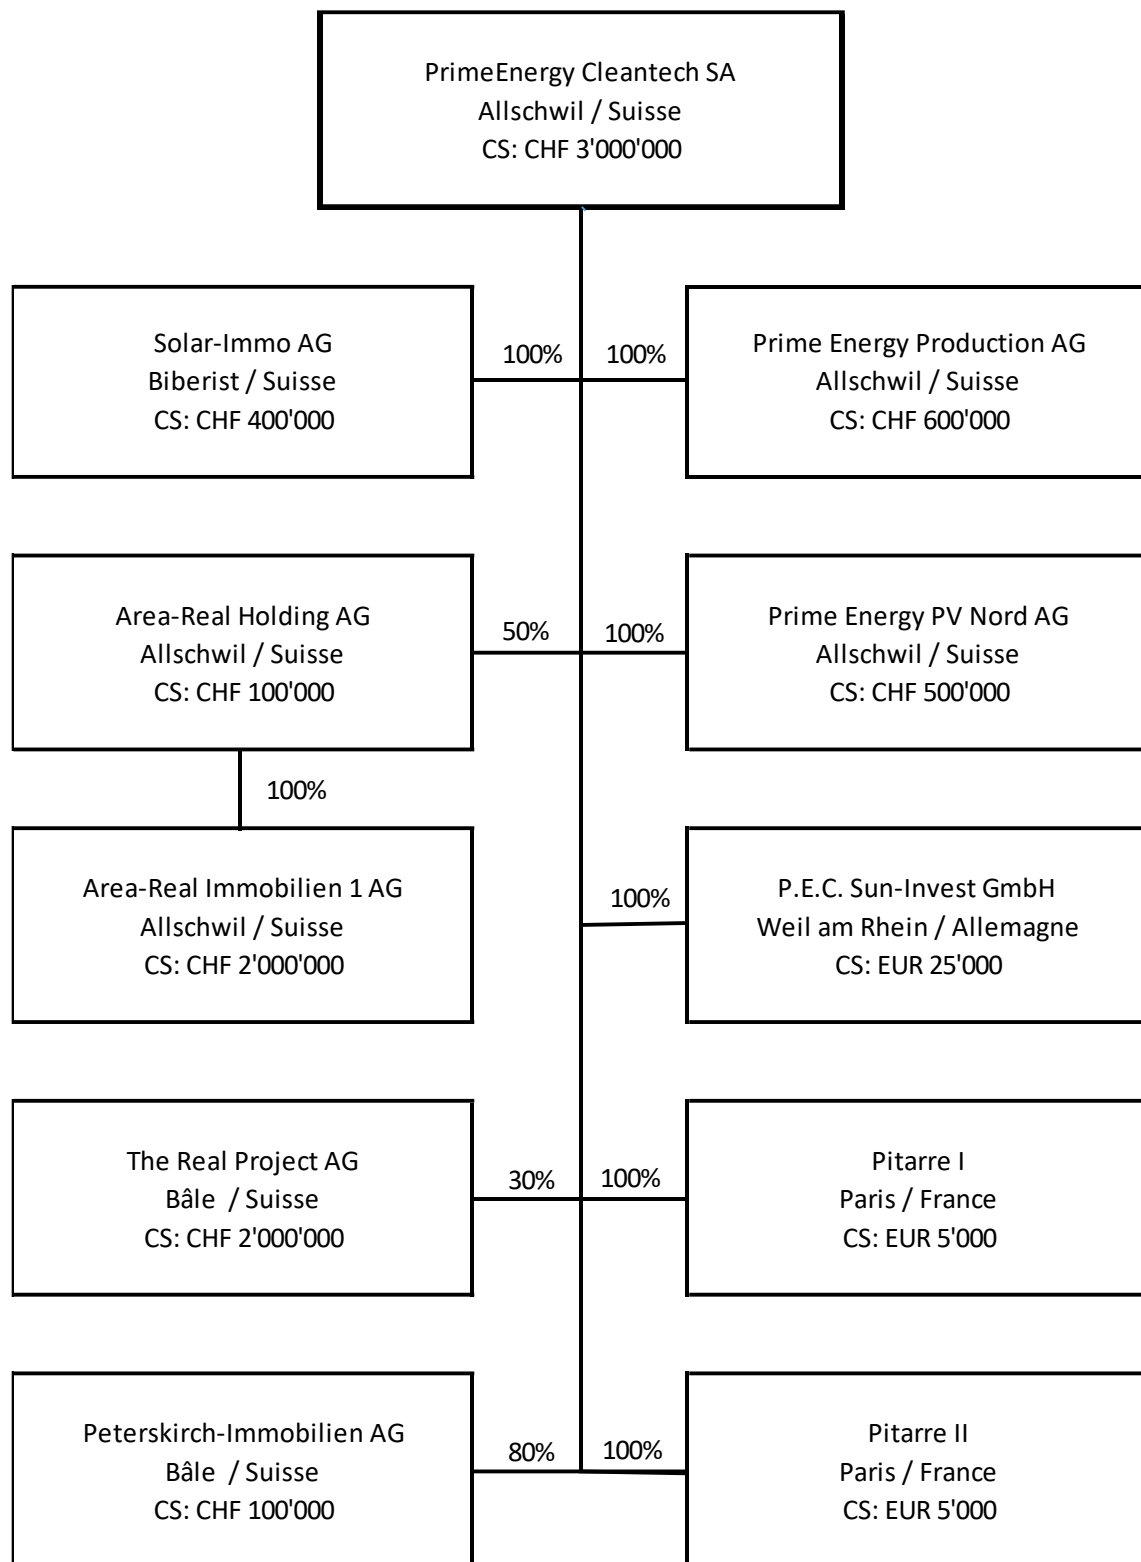 PrimeEnergy Cleantech SA
Allschwil / Suisse
CS: CHF 3'000'000
Solar-Immo AG
Biberist / Suisse
CS: CHF 400'000
100%
100%
Prime Energy Production AG
Allschwil / Suisse
CS: CHF 600'000
Area-Real Holding AG
Allschwil / Suisse
CS: CHF 100'000
50%
100%
Prime Energy PV Nord AG
Allschwil / Suisse
CS: CHF 500'000
100%
Area-Real Immobilien 1 AG
Allschwil / Suisse
CS: CHF 2'000'000
100%
P.E.C. Sun-Invest GmbH
Weil am Rhein / Allemagne
CS: EUR 25'000
The Real Project AG
Bâle / Suisse
CS: CHF 2'000'000
30%
100%
Pitarre I
Paris / France
CS: EUR 5'000
Peterskirch-Immobilien AG
Bâle / Suisse
CS: CHF 100'000
80%
100%
Pitarre II
Paris / France
CS: EUR 5'000